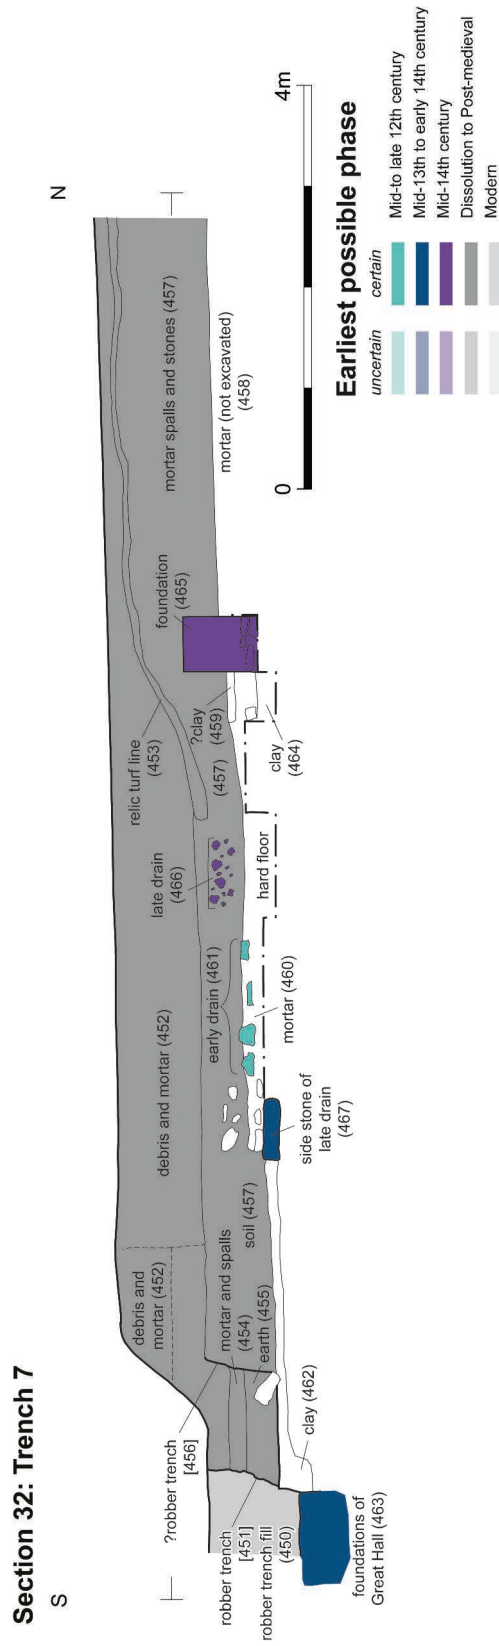 Section 32: Trench 7
S
N
debris and
mortar (452)
debris and mortar (452)
relic turf line
(453)
foundation
(465)
mortar spalls and stones (457)
late drain
(466)
?clay
(459)
(457)
early drain (461)
?robber trench
[456]
mortar and spalls
(454)
soil (457)
earth (455)
robber trench
[451]
robber trench fill
(450)
clay (462)
foundations of
Great Hall (463)
side stone of
late drain
(467)
mortar (460)
hard floor
clay
(464)
mortar (not excavated)
(458)
0
4m
Earliest possible phase
uncertain
certain
Mid-to late 12th century
Mid-13th to early 14th century
Mid-14th century
Dissolution to Post-medieval
Modern